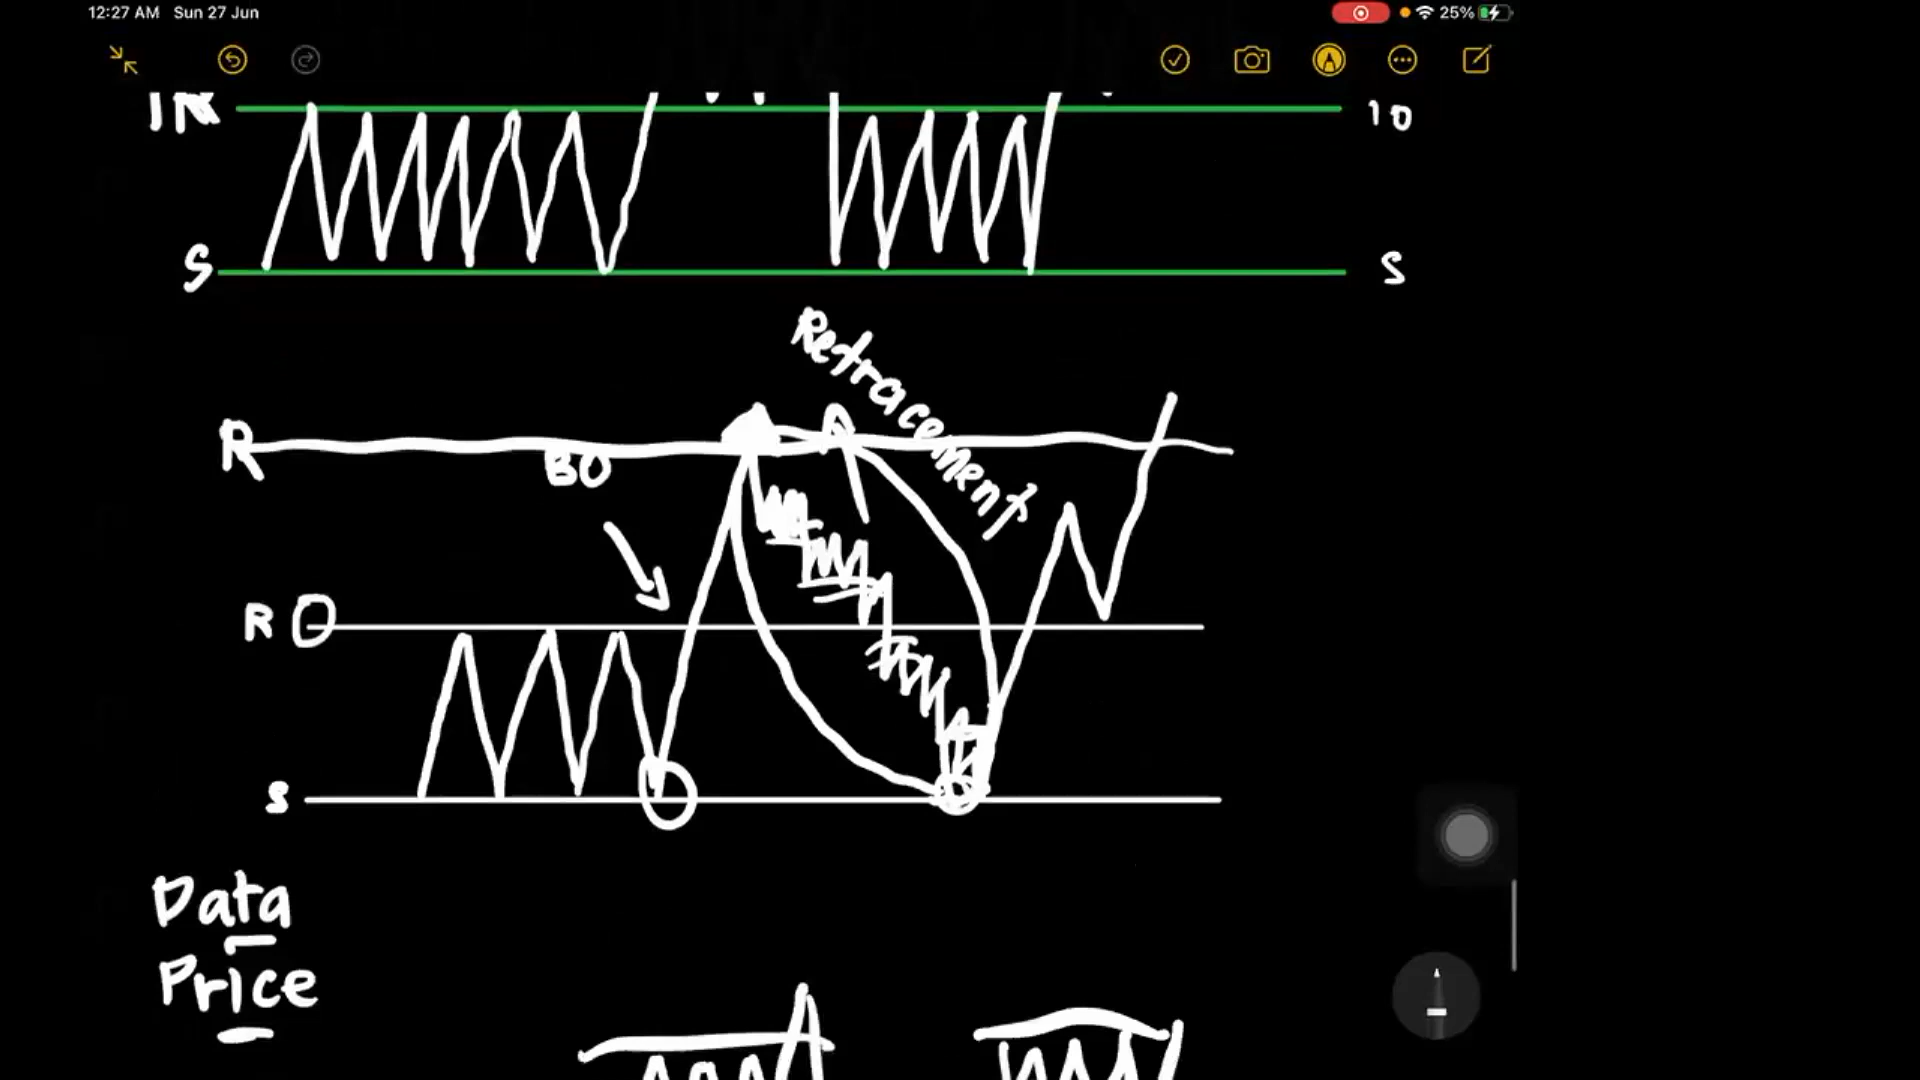 12:27 AM Sun 27 Jun
25%
10
S
S
Retracement
R
BO
R
S
Data
Price